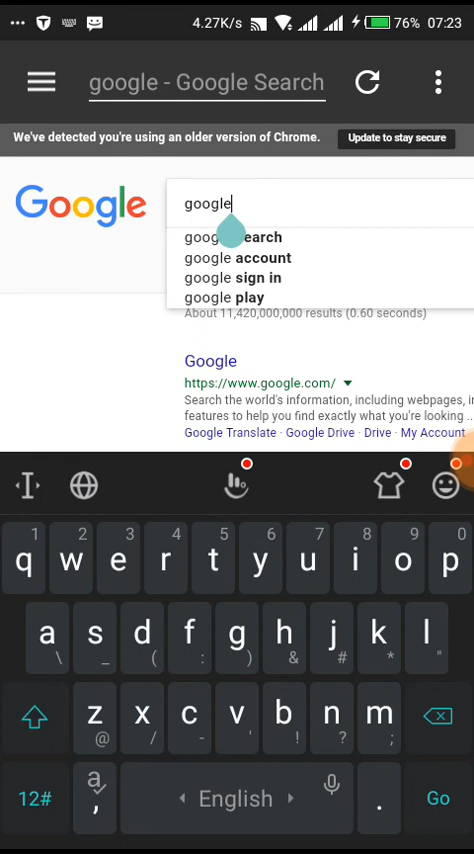 4.27K/s 76% 07:23
google - Google Search
We've detected you're using an older version of Chrome. Update to stay secure
Google
google
google search
google account
google sign in
google play
About 11,420,000,000 results (0.60 seconds)
Google
https://www.google.com/
Search the world's information, including webpages, i
features to help you find exactly what you're looking ...
Google Translate · Google Drive · Drive · My Account
1 2 3 4 5 6 7 8 9 0
q w e r t y u i o p
a s d f g h j k l
\ _ ( : ) & # * "
z x c v b n m
@ / - ' ! ? ;
12# a , English . Go